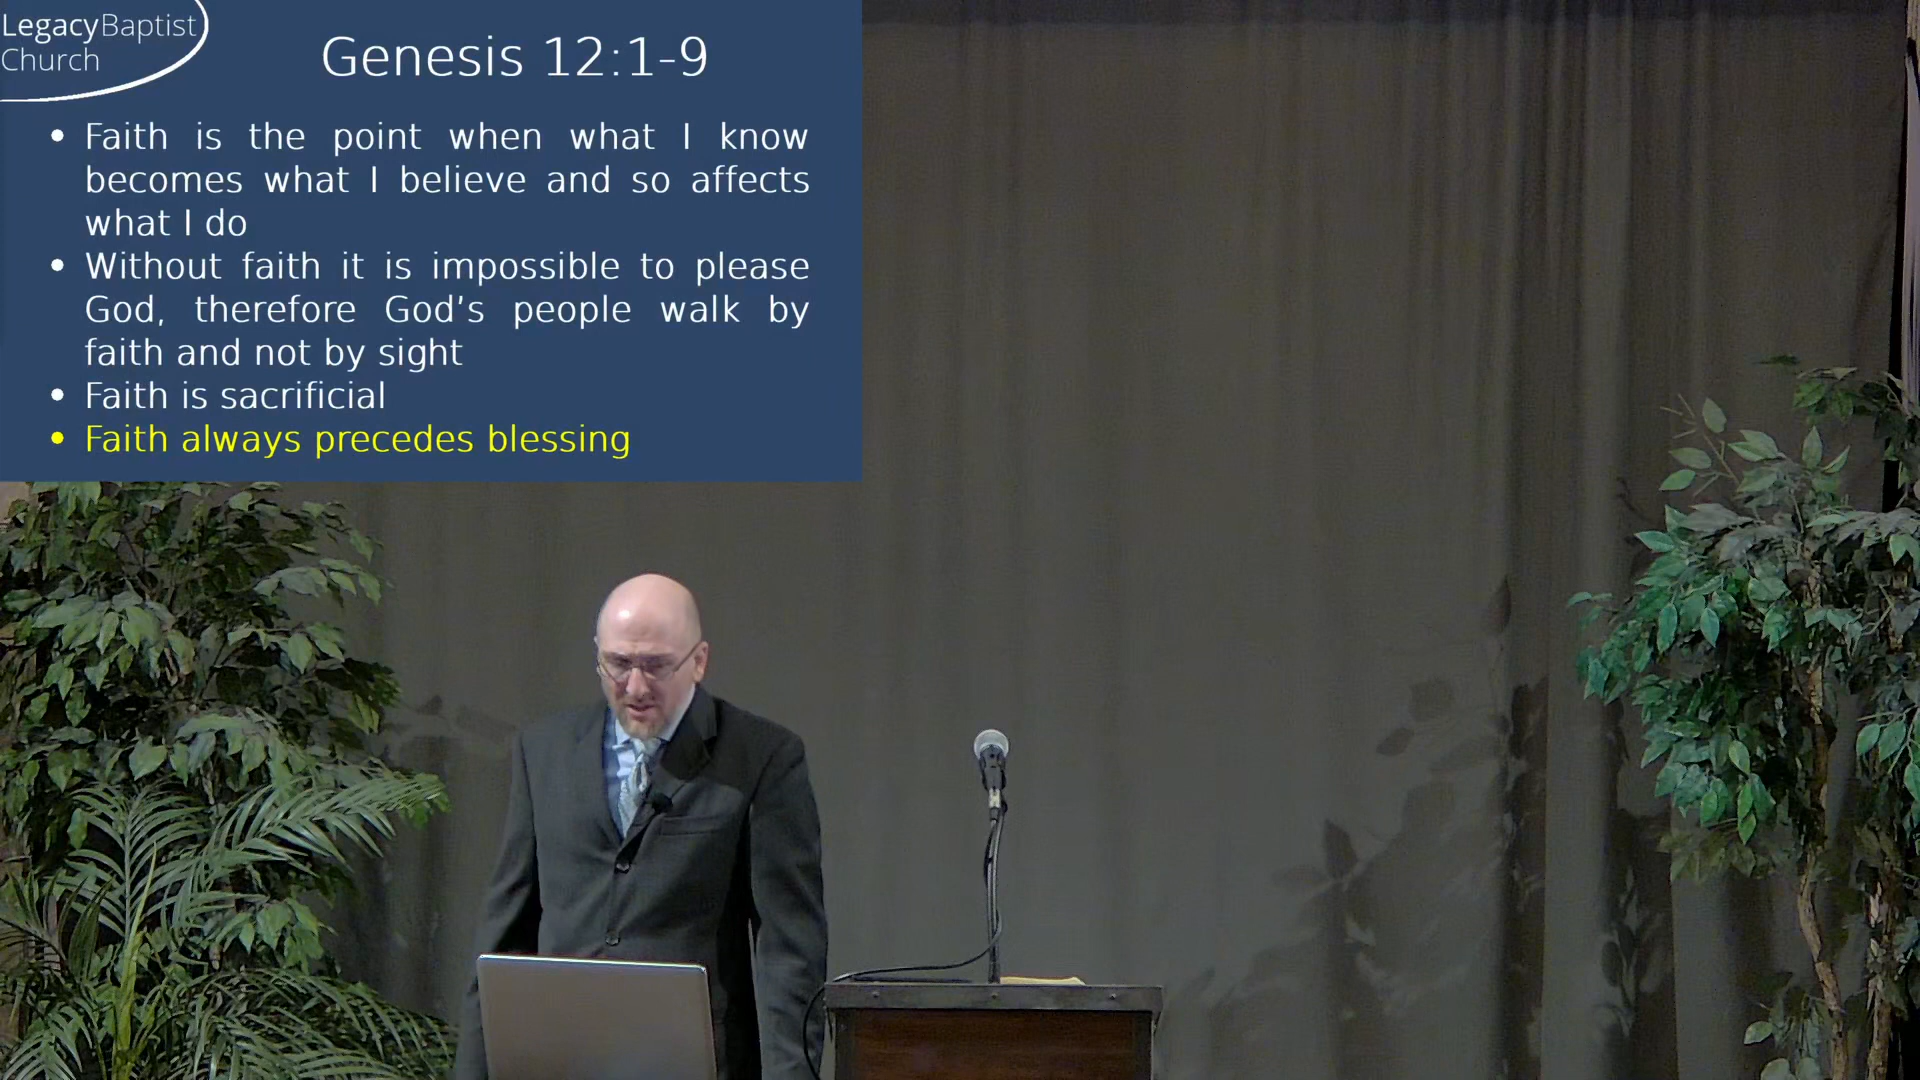 LegacyBaptist
Church
Genesis 12:1-9
• Faith is the point when what I know
becomes what I believe and so affects
what I do
• Without faith it is impossible to please
God, therefore God's people walk by
faith and not by sight
• Faith is sacrificial
• Faith always precedes blessing